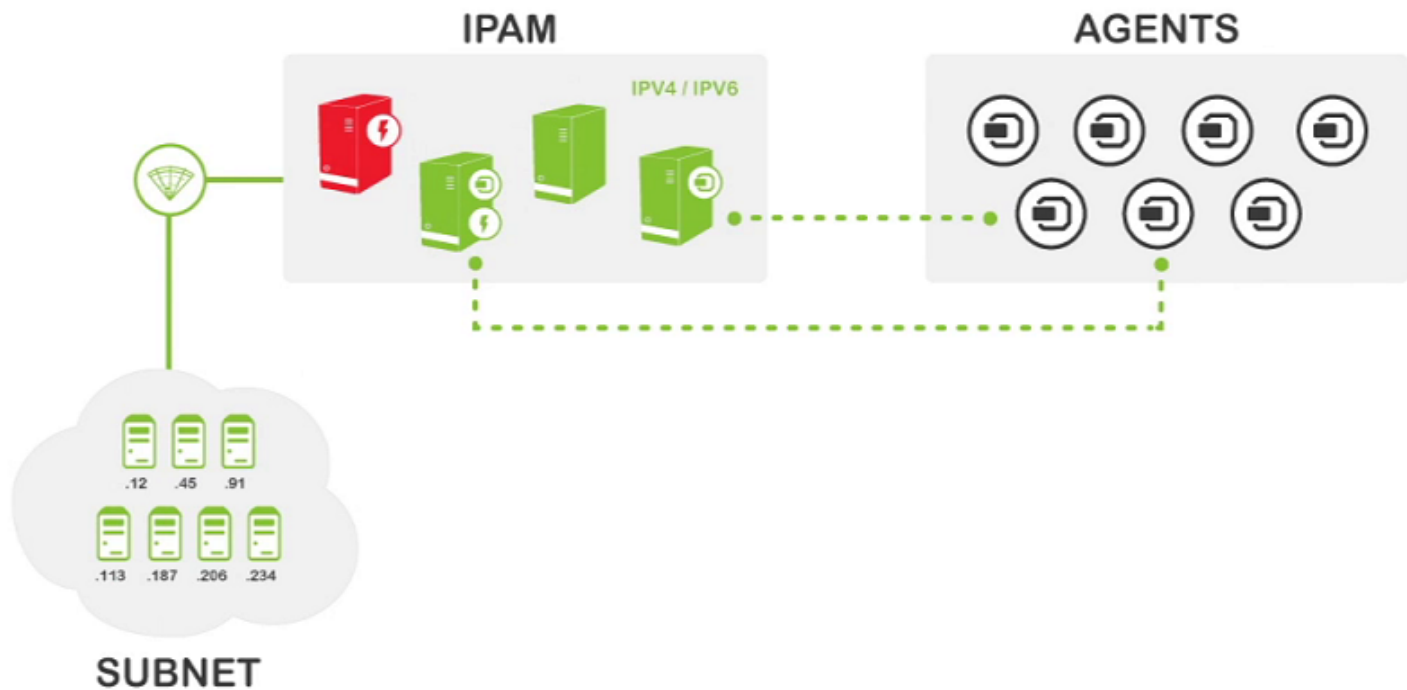 IPAM
AGENTS
IPV4 / IPV6
.12 .45 .91
.113 .187 .206 .234
SUBNET